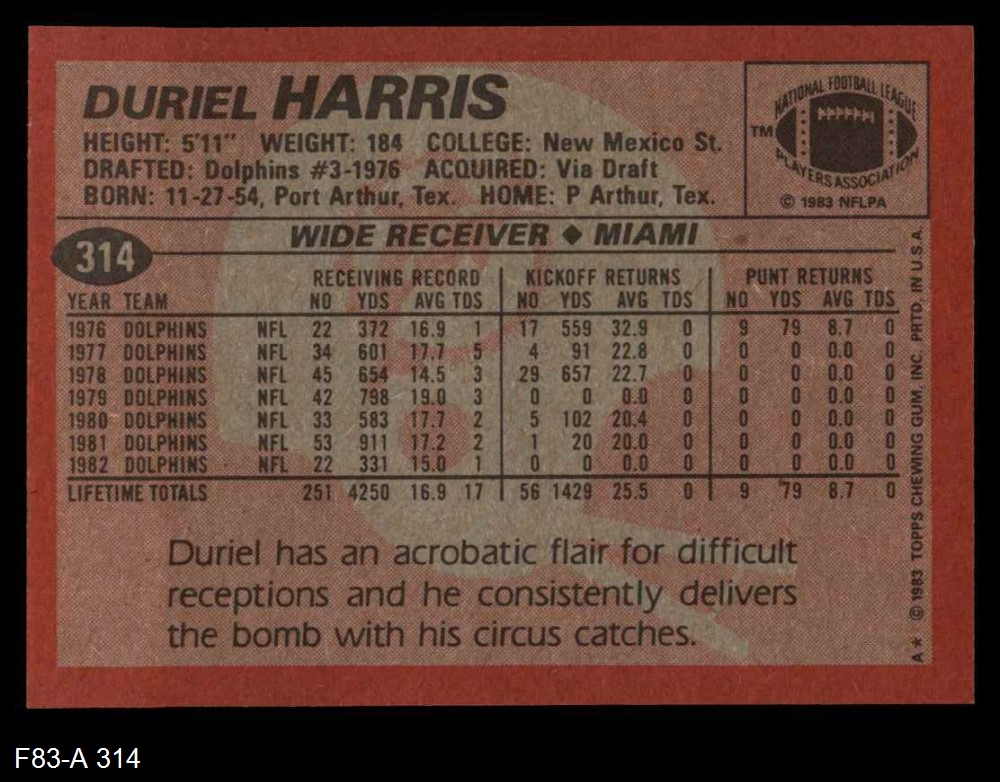 DURIEL HARRIS
HEIGHT: 5'11" WEIGHT: 184 COLLEGE: New Mexico St.
DRAFTED: Dolphins #3-1976 ACQUIRED: Via Draft
BORN: 11-27-54, Port Arthur, Tex. HOME: P Arthur, Tex.
NATIONAL FOOTBALL LEAGUE
TM
PLAYERS ASSOCIATION
© 1983 NFLPA
314
WIDE RECEIVER ◆ MIAMI
RECEIVING RECORD KICKOFF RETURNS PUNT RETURNS
YEAR TEAM NO YDS AVG TDS NO YDS AVG TDS NO YDS AVG TDS
1976 DOLPHINS NFL 22 372 16.9 1 17 559 32.9 0 9 79 8.7 0
1977 DOLPHINS NFL 34 601 17.7 5 4 91 22.8 0 0 0 0.0 0
1978 DOLPHINS NFL 45 654 14.5 3 29 657 22.7 0 0 0 0.0 0
1979 DOLPHINS NFL 42 798 19.0 3 0 0 0.0 0 0 0 0.0 0
1980 DOLPHINS NFL 33 583 17.7 2 5 102 20.4 0 0 0 0.0 0
1981 DOLPHINS NFL 53 911 17.2 2 1 20 20.0 0 0 0 0.0 0
1982 DOLPHINS NFL 22 331 15.0 1 0 0 0.0 0 0 0 0.0 0
LIFETIME TOTALS 251 4250 16.9 17 56 1429 25.5 0 9 79 8.7 0
Duriel has an acrobatic flair for difficult
receptions and he consistently delivers
the bomb with his circus catches.
A* © 1983 TOPPS CHEWING GUM, INC. PRTD. IN U.S.A.
F83-A 314